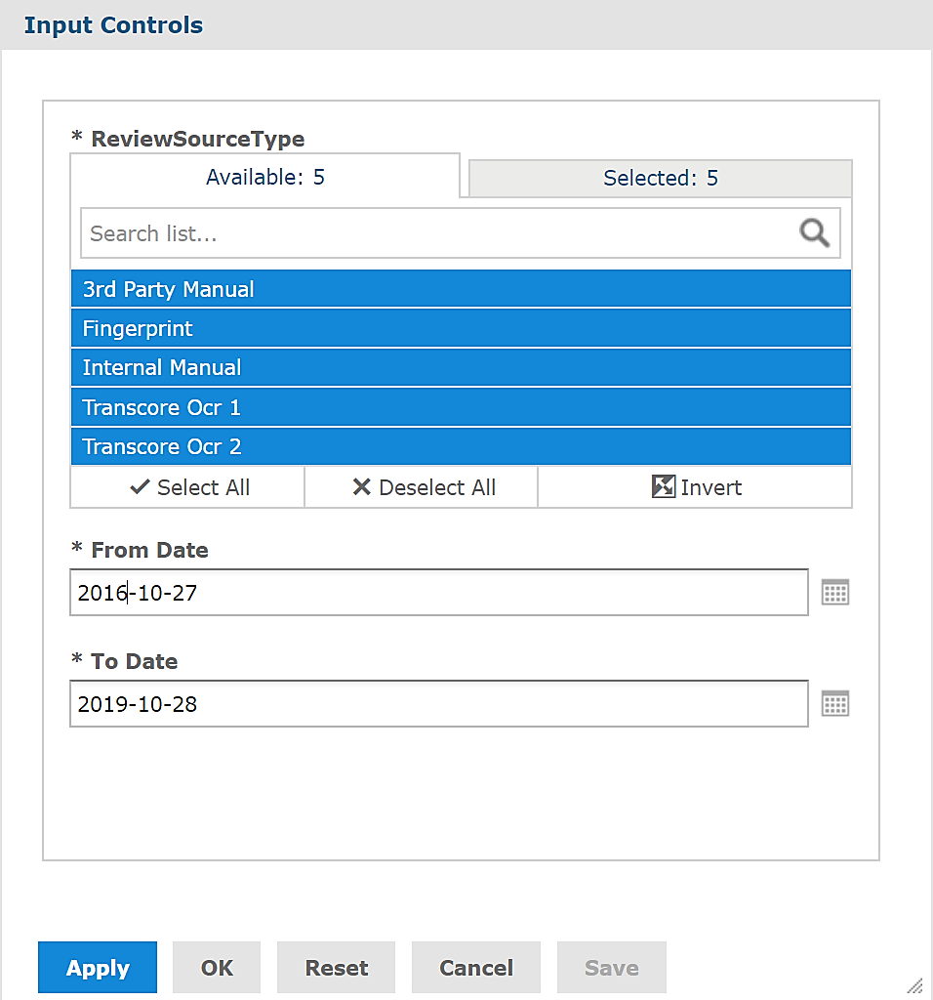 Input Controls
* ReviewSourceType
Available: 5 Selected: 5
Search list...
3rd Party Manual
Fingerprint
Internal Manual
Transcore Ocr 1
Transcore Ocr 2
Select All Deselect All Invert
* From Date
2016-10-27
* To Date
2019-10-28
Apply OK Reset Cancel Save